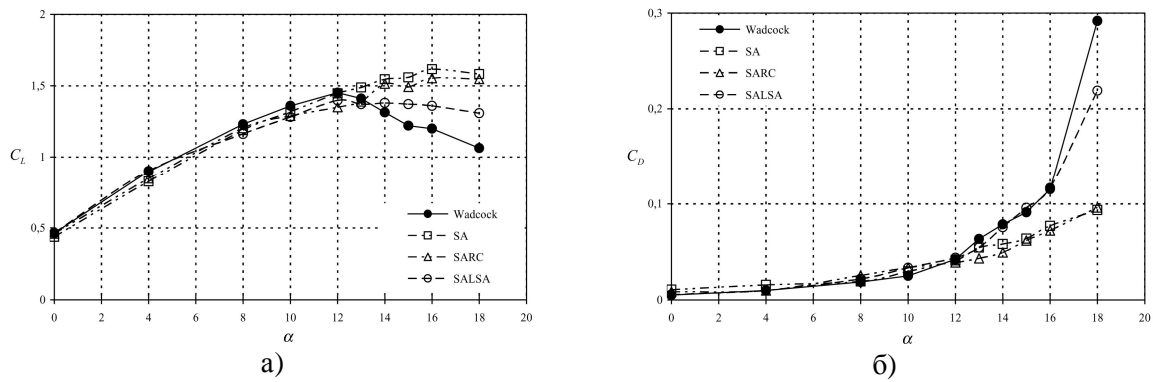 2
1,5
1
0,5
0
C_L
0 2 4 6 8 10 12 14 16 18 20
α
Wadcock
SA
SARC
SALSA
а)
0,3
0,2
0,1
0,0
C_D
0 2 4 6 8 10 12 14 16 18 20
α
Wadcock
SA
SARC
SALSA
б)